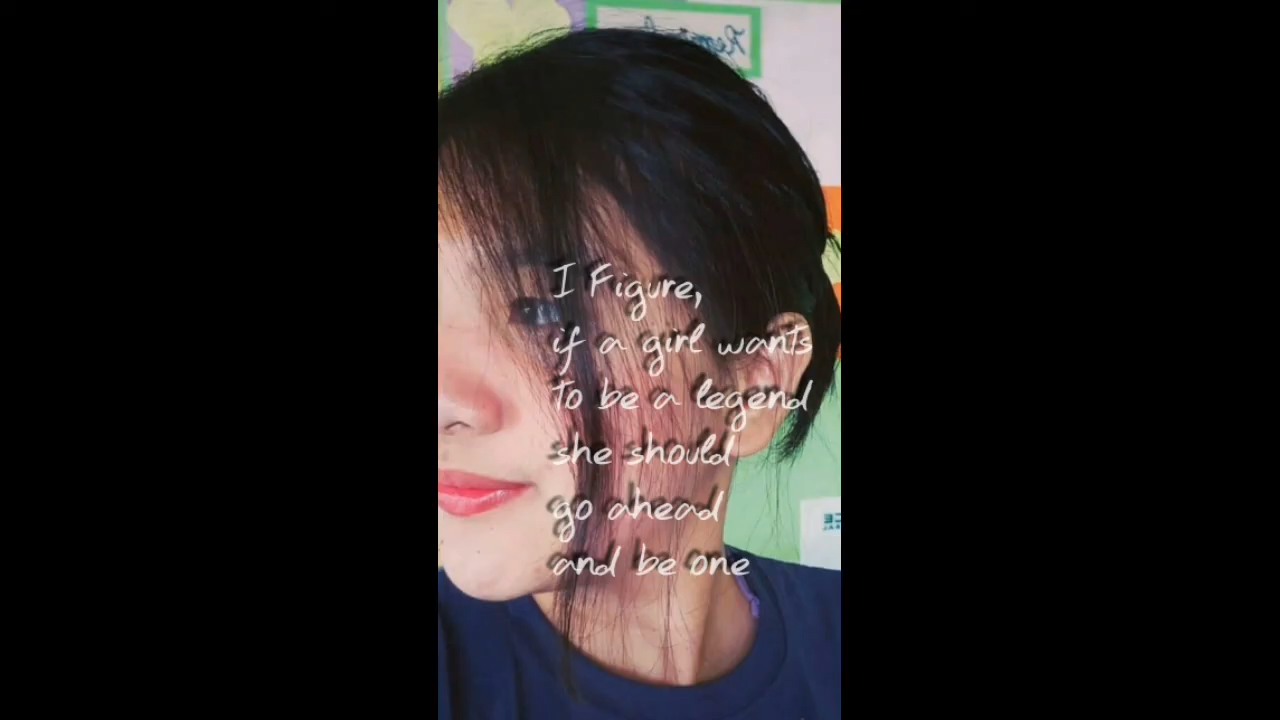 I Figure,
if a girl wants
to be a legend
she should
go ahead
and be one